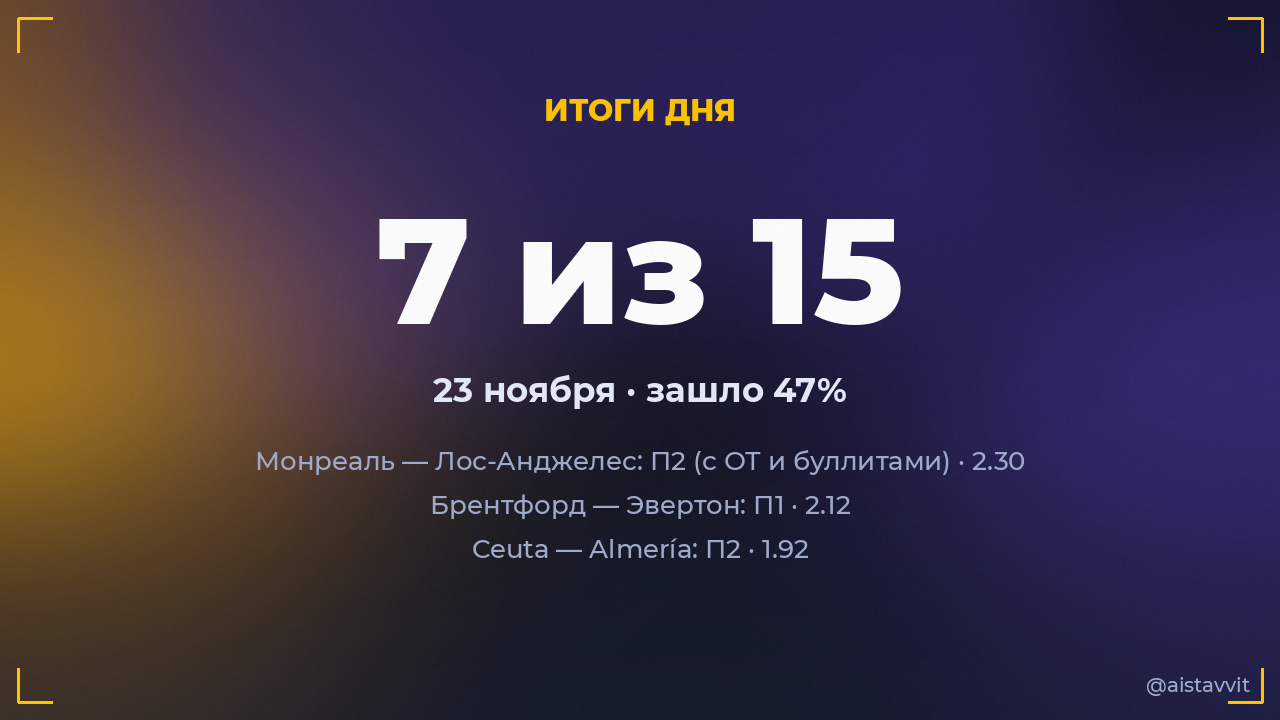 ИТОГИ ДНЯ
7 из 15
23 ноября · зашло 47%
Монреаль — Лос-Анджелес: П2 (с ОТ и буллитами) · 2.30
Брентфорд — Эвертон: П1 · 2.12
Ceuta — Almería: П2 · 1.92
@aistavvit